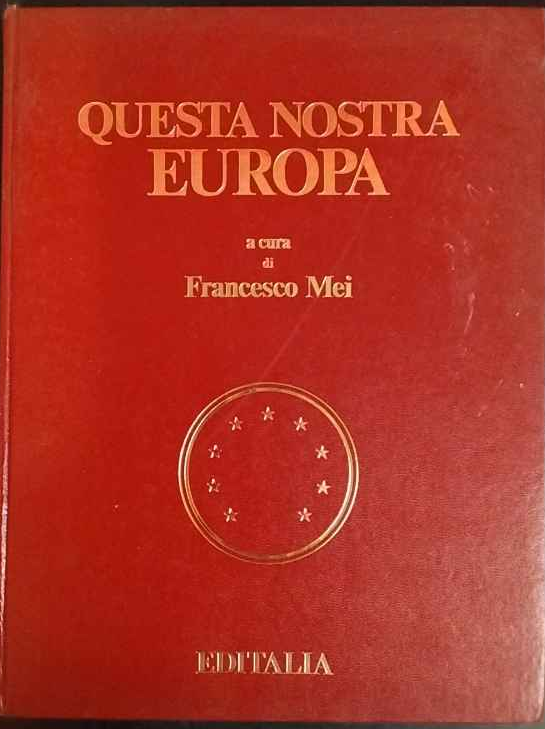 QUESTA NOSTRA
EUROPA
a cura
di
Francesco Mei
EDITALIA